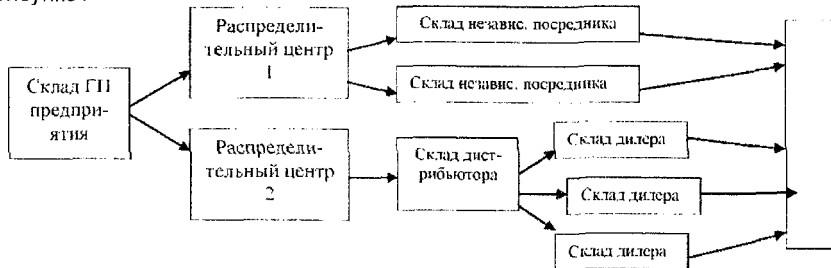 Склад ГП
предприя-
ятия
Распредели-
тельный центр
1
Распредели-
тельный центр
2
Склад независ. посредника
Склад независ. посредника
Склад дист-
рибьютора
Склад дилера
Склад дилера
Склад дилера